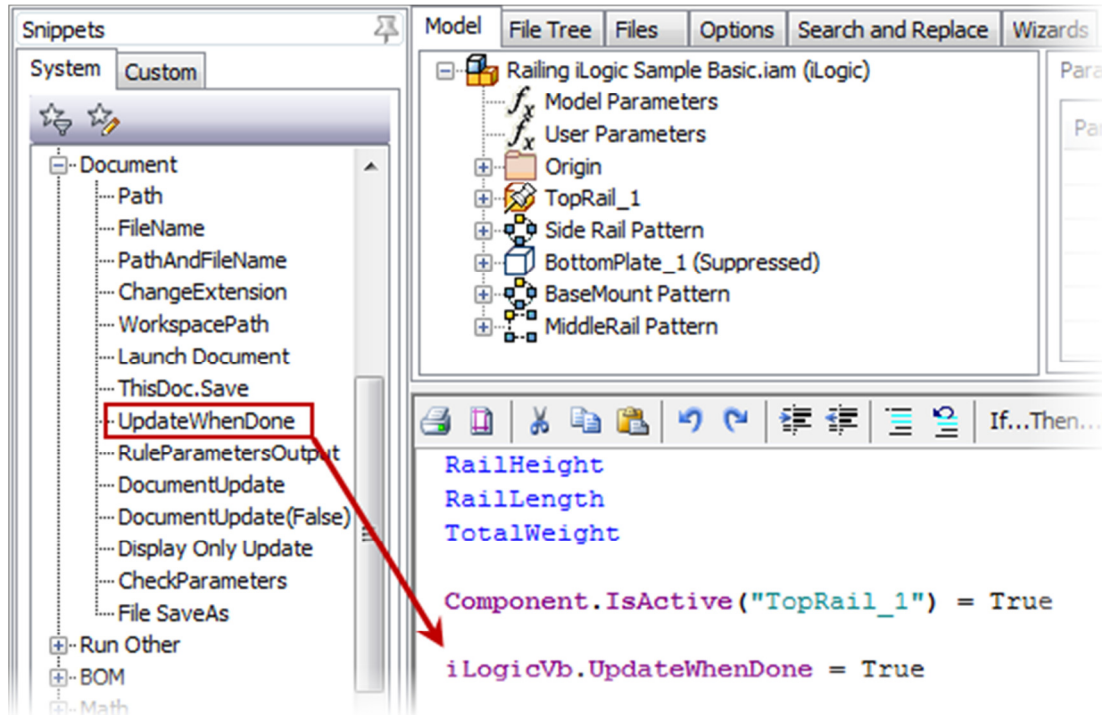 Snippets
System Custom
Document
Path
FileName
PathAndFileName
ChangeExtension
WorkspacePath
Launch Document
ThisDoc.Save
UpdateWhenDone
RuleParametersOutput
DocumentUpdate
DocumentUpdate(False)
Display Only Update
CheckParameters
File SaveAs
Run Other
BOM
Math
Model File Tree Files Options Search and Replace Wizards
Railing iLogic Sample Basic.iam (iLogic)
Model Parameters
User Parameters
Origin
TopRail_1
Side Rail Pattern
BottomPlate_1 (Suppressed)
BaseMount Pattern
MiddleRail Pattern
Para
Par
If...Then...
RailHeight
RailLength
TotalWeight
Component.IsActive("TopRail_1") = True
iLogicVb.UpdateWhenDone = True